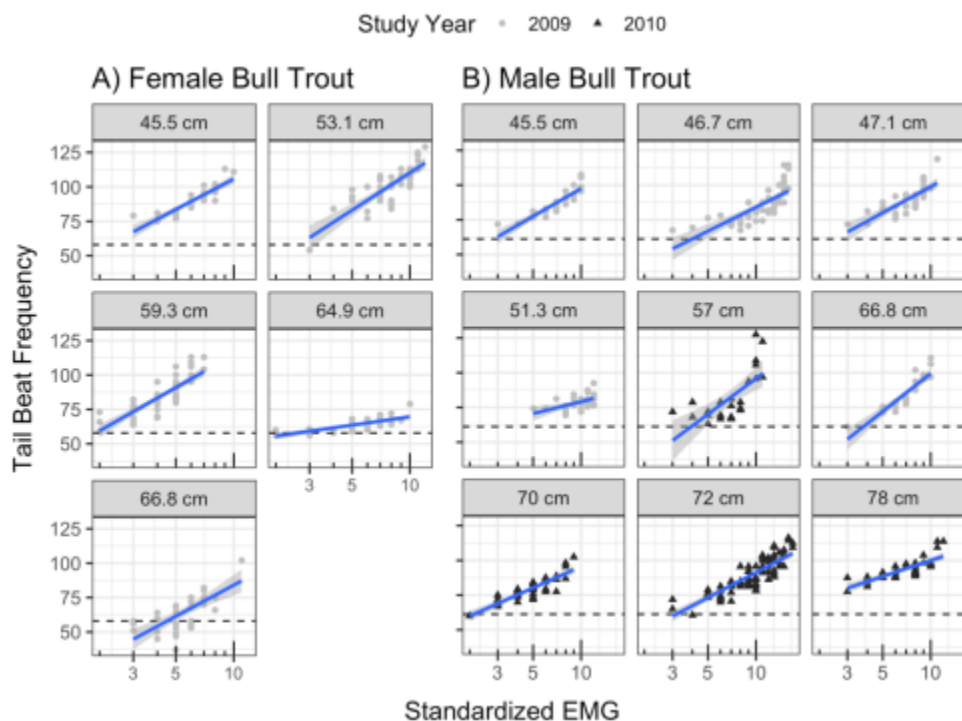 Study Year 2009 2010
A) Female Bull Trout B) Male Bull Trout
45.5 cm 53.1 cm 45.5 cm 46.7 cm 47.1 cm
125
100
75
50
59.3 cm 64.9 cm 51.3 cm 57 cm 66.8 cm
125
100
75
50
3 5 10
66.8 cm 70 cm 72 cm 78 cm
125
100
75
50
3 5 10 3 5 10 3 5 10 3 5 10
Tail Beat Frequency
Standardized EMG